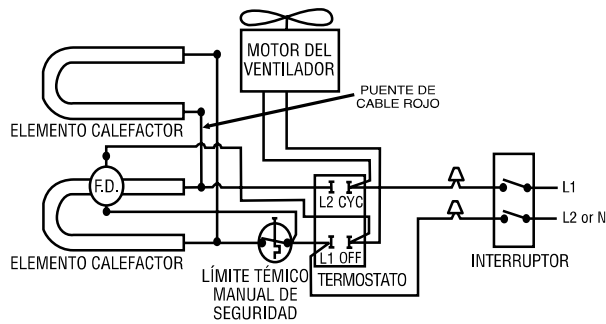 MOTOR DEL
VENTILADOR
PUENTE DE
CABLE ROJO
ELEMENTO CALEFACTOR
F.D.
L2 CYC
L1
L2 or N
L1 OFF
ELEMENTO CALEFACTOR
LÍMITE TÉMICO
MANUAL DE
SEGURIDAD
TERMOSTATO
INTERRUPTOR